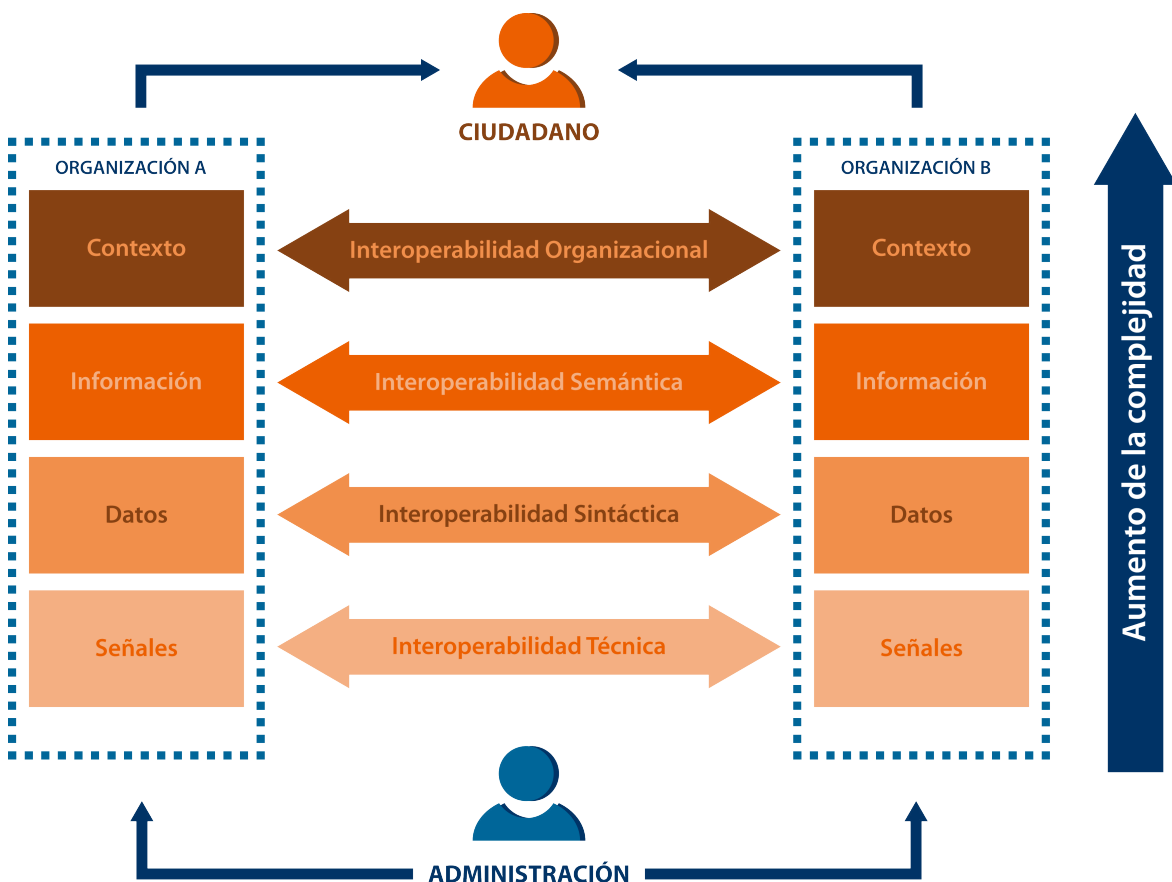 CIUDADANO
ORGANIZACIÓN A
ORGANIZACIÓN B
Contexto
Interoperabilidad Organizacional
Contexto
Información
Interoperabilidad Semántica
Información
Datos
Interoperabilidad Sintáctica
Datos
Señales
Interoperabilidad Técnica
Señales
Aumento de la complejidad
ADMINISTRACIÓN